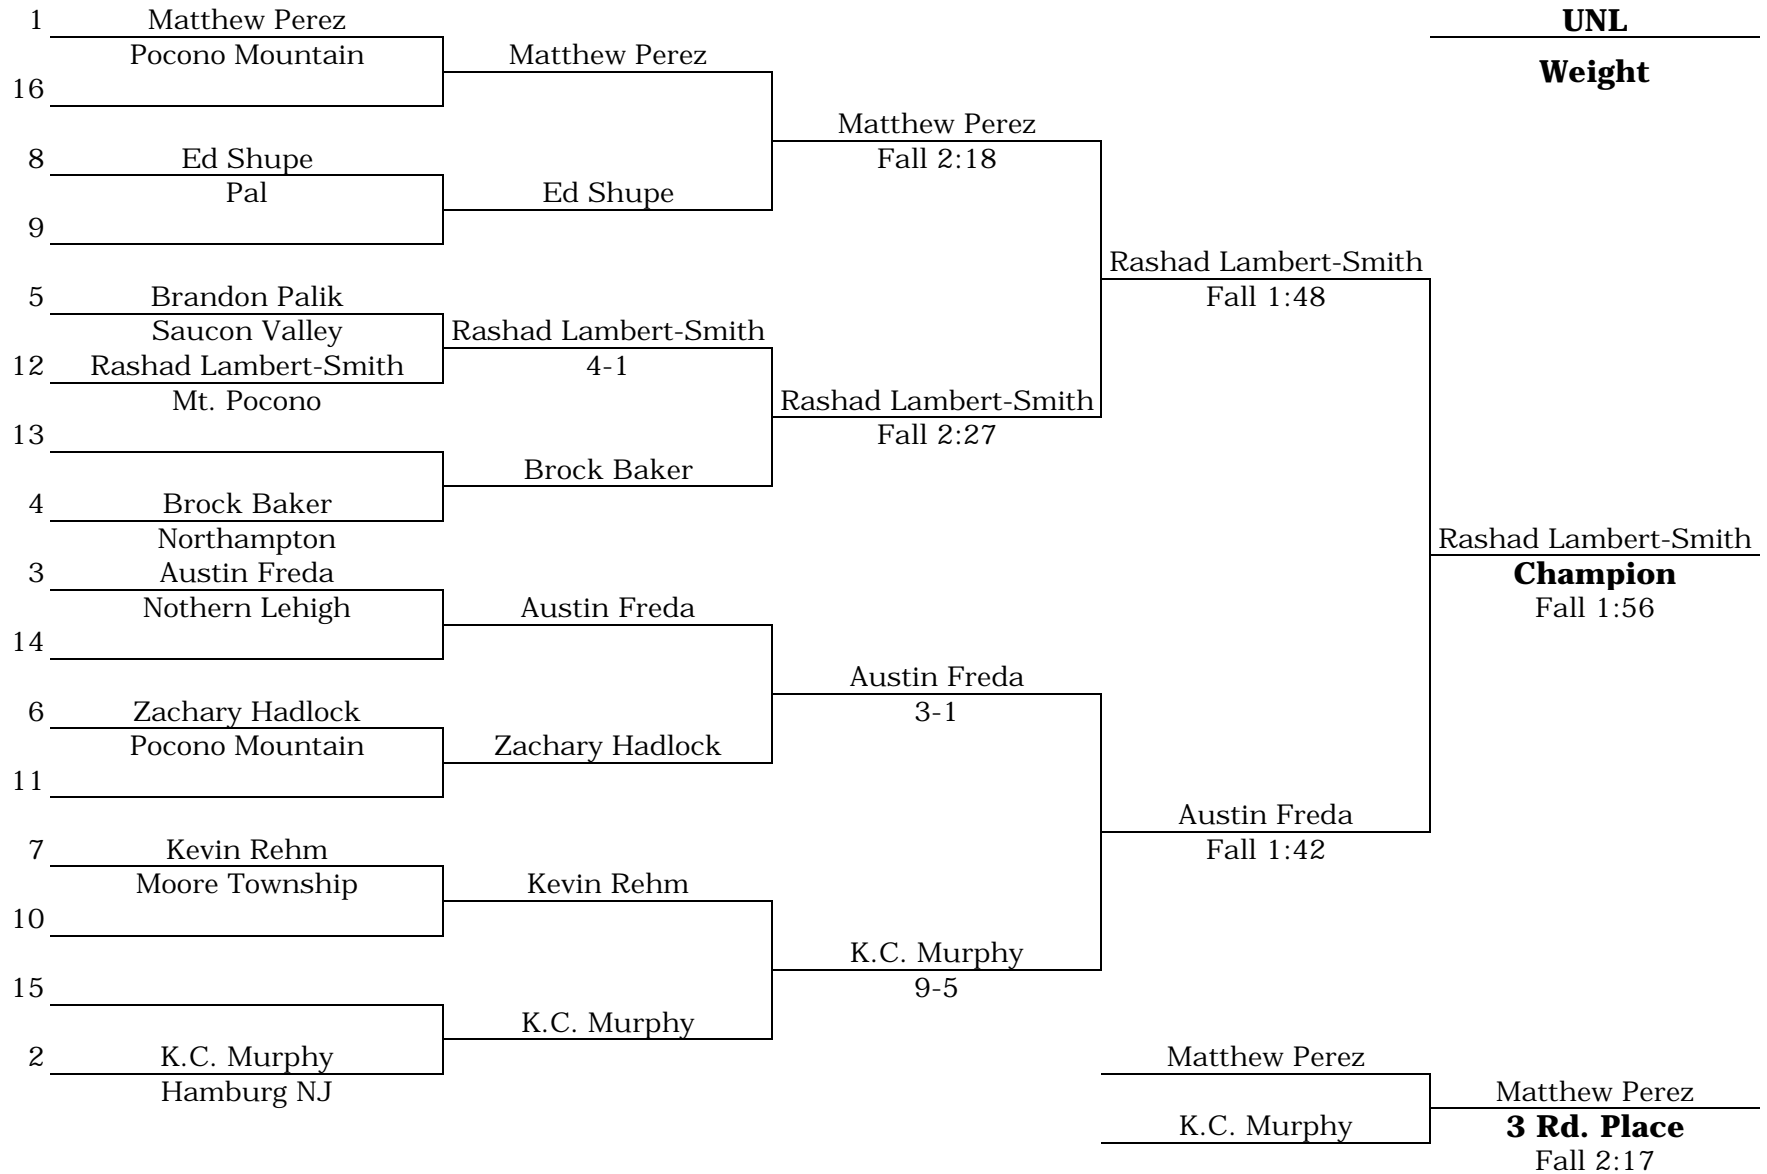 1 Matthew Perez
Pocono Mountain
16
8 Ed Shupe
Pal
9
5 Brandon Palik
Saucon Valley
12 Rashad Lambert-Smith
Mt. Pocono
13
4 Brock Baker
Northampton
3 Austin Freda
Nothern Lehigh
14
6 Zachary Hadlock
Pocono Mountain
11
7 Kevin Rehm
Moore Township
10
15
2 K.C. Murphy
Hamburg NJ
Matthew Perez
Ed Shupe
Rashad Lambert-Smith
4-1
Brock Baker
Austin Freda
Zachary Hadlock
Kevin Rehm
K.C. Murphy
Matthew Perez
Fall 2:18
Rashad Lambert-Smith
Fall 2:27
Austin Freda
3-1
K.C. Murphy
9-5
Rashad Lambert-Smith
Fall 1:48
Austin Freda
Fall 1:42
Matthew Perez
K.C. Murphy
UNL
Weight
Rashad Lambert-Smith
Champion
Fall 1:56
Matthew Perez
3 Rd. Place
Fall 2:17